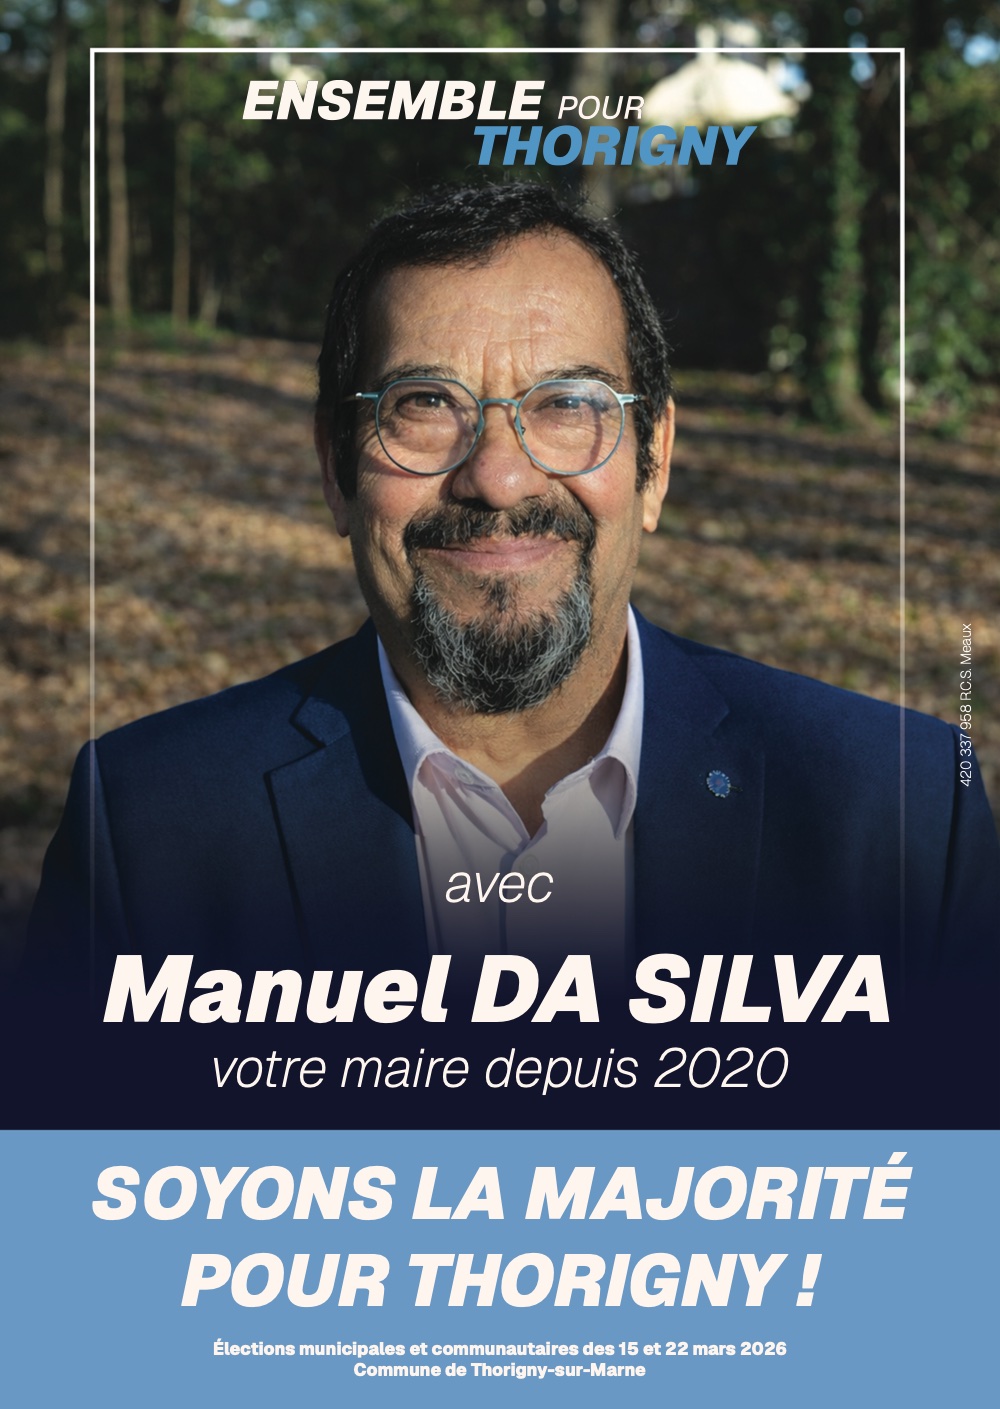 ENSEMBLE POUR
THORIGNY
420 337 958 R.C.S. Meaux
avec
Manuel DA SILVA
votre maire depuis 2020
SOYONS LA MAJORITÉ
POUR THORIGNY !
Élections municipales et communautaires des 15 et 22 mars 2026
Commune de Thorigny-sur-Marne